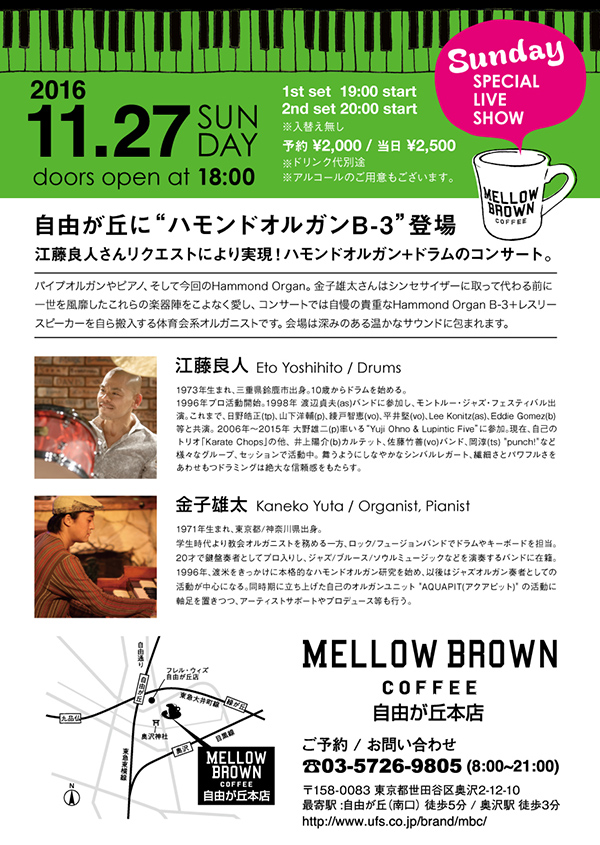 2016
11.27 SUN DAY
doors open at 18:00
1st set 19:00 start
2nd set 20:00 start
※入替え無し
予約 ¥2,000 / 当日 ¥2,500
※ドリンク代別途
※アルコールのご用意もございます。
Sunday
SPECIAL
LIVE
SHOW
MELLOW
BROWN
COFFEE
自由が丘に“ハモンドオルガンB-3”登場
江藤良人さんリクエストにより実現！ハモンドオルガン+ドラムのコンサート。
パイプオルガンやピアノ、そして今回のHammond Organ。金子雄太さんはシンセサイザーに取って代わる前に
一世を風靡したこれらの楽器陣をこよなく愛し、コンサートでは自慢の貴重なHammond Organ B-3＋レスリー
スピーカーを自ら搬入する体育会系オルガニストです。会場は深みのある温かなサウンドに包まれます。
江藤良人 Eto Yoshihito / Drums
1973年生まれ、三重県鈴鹿市出身。10歳からドラムを始める。
1996年プロ活動開始。1998年 渡辺貞夫(as)バンドに参加し、モントルー・ジャズ・フェスティバル出
演。これまで、日野皓正(tp)、山下洋輔(p)、綾戸智恵(vo)、平井堅(vo)、Lee Konitz(as)、Eddie Gomez(b)
等と共演。2006年〜2015年 大野雄二(p)率いる“Yuji Ohno & Lupintic Five”に参加。現在、自己の
トリオ「Karate Chops」の他、井上陽介(b)カルテット、佐藤竹善(vo)バンド、岡淳(ts) "punch!"など
様々なグループ、セッションで活動中。 舞うようにしなやかなシンバルレガート、繊細さとパワフルさを
あわせもつドラミングは絶大な信頼感をもたらす。
金子雄太 Kaneko Yuta / Organist, Pianist
1971年生まれ、東京都/神奈川県出身。
学生時代より教会オルガニストを務める一方、ロック/フュージョンバンドでドラムやキーボードを担当。
20才で鍵盤奏者としてプロ入りし、ジャズ/ブルース/ソウルミュージックなどを演奏するバンドに在籍。
1996年、渡米をきっかけに本格的なハモンドオルガン研究を始め、以後はジャズオルガン奏者としての
活動が中心になる。同時期に立ち上げた自己のオルガンユニット "AQUAPIT(アクアピット)" の活動に
軸足を置きつつ、アーティストサポートやプロデュース等も行う。
自由通り
フレル・ウィズ
自由が丘店
自由が丘
東急大井町線
緑が丘
九品仏
奥沢神社
目黒線
奥沢
東急東横線
N
MELLOW
BROWN
COFFEE
自由が丘本店
MELLOW BROWN
COFFEE
自由が丘本店
ご予約 / お問い合わせ
☎03-5726-9805 (8:00~21:00)
〒158-0083 東京都世田谷区奥沢2-12-10
最寄駅 :自由が丘（南口） 徒歩5分 / 奥沢駅 徒歩3分
http://www.ufs.co.jp/brand/mbc/